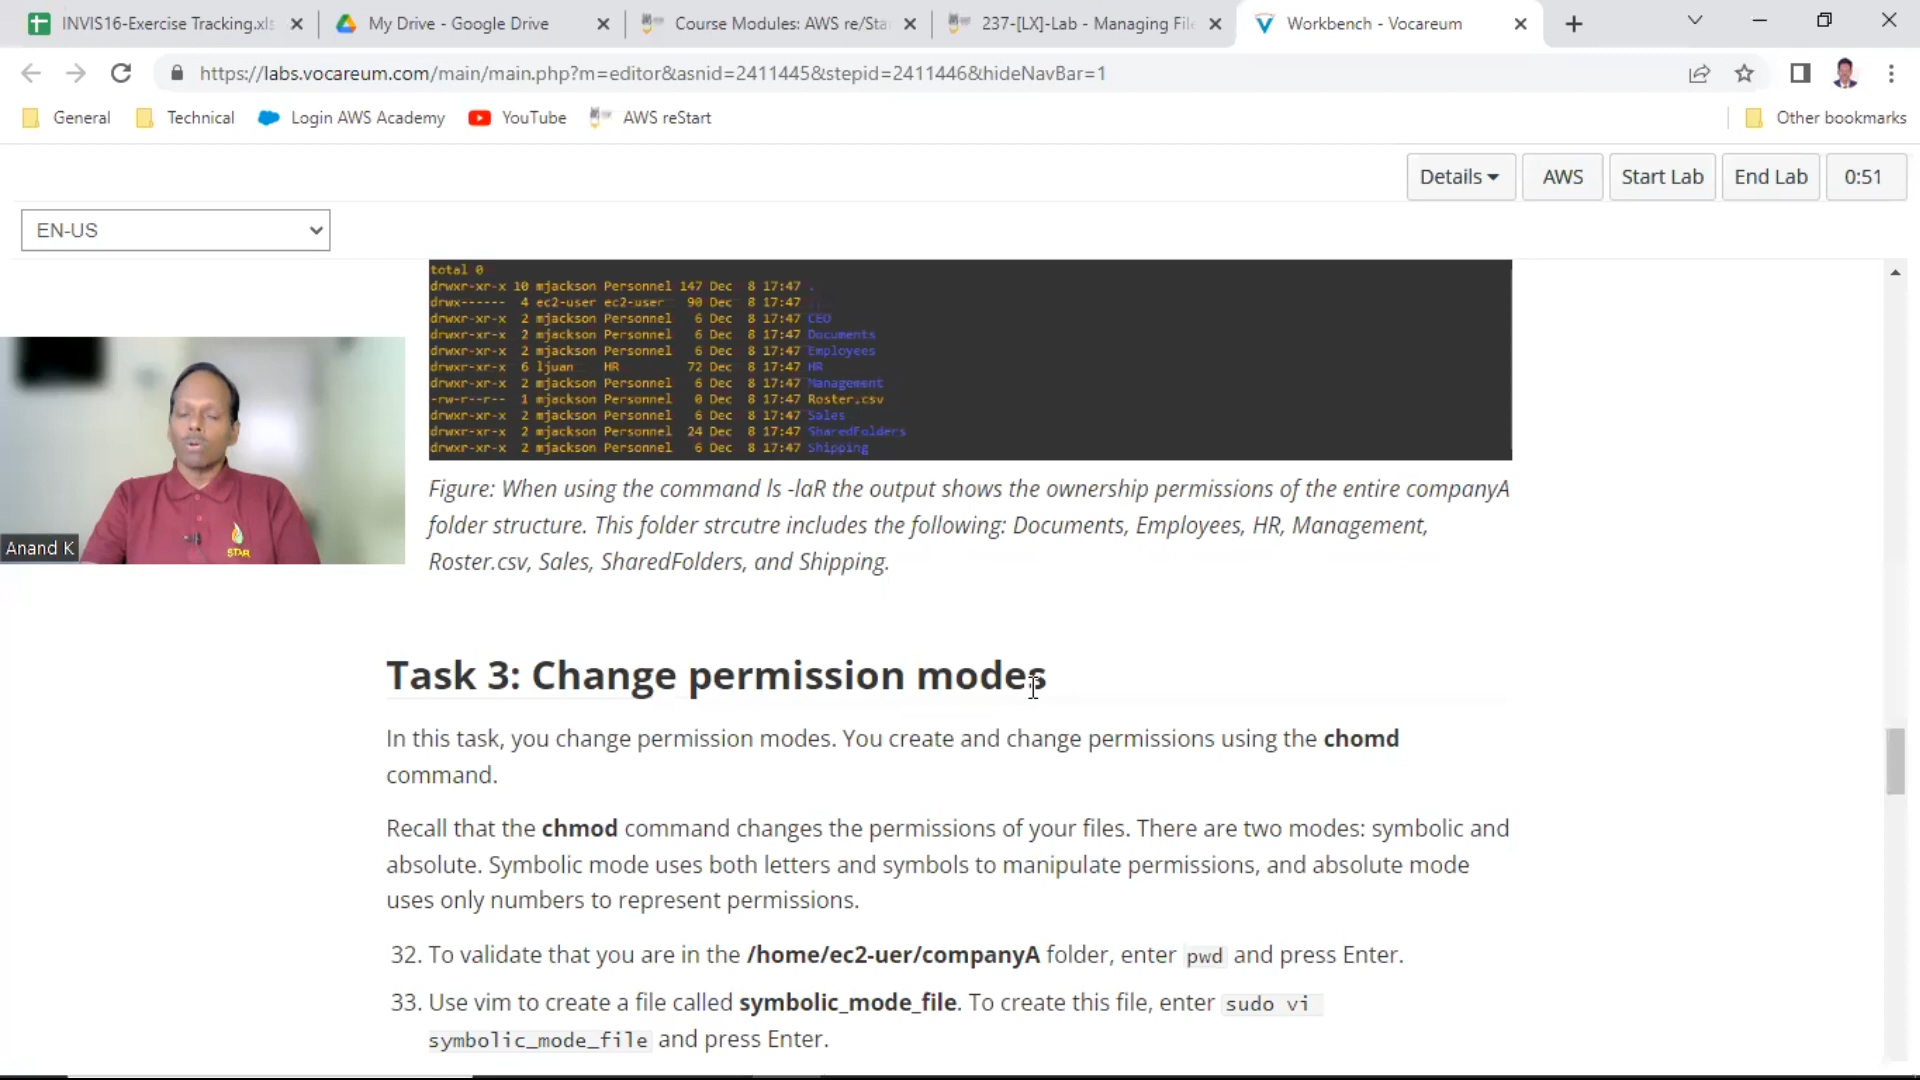 INVIS16-Exercise Tracking.xls
My Drive - Google Drive
Course Modules: AWS re/Sta
237-[LX]-Lab - Managing File
Workbench - Vocareum
https://labs.vocareum.com/main/main.php?m=editor&asnid=2411445&stepid=2411446&hideNavBar=1
General Technical Login AWS Academy YouTube AWS reStart Other bookmarks
Details AWS Start Lab End Lab 0:51
EN-US
total 0
drwxr-xr-x 10 mjackson Personnel 147 Dec 8 17:47 .
drwx------ 4 ec2-user ec2-user 90 Dec 8 17:47 ..
drwxr-xr-x 2 mjackson Personnel 6 Dec 8 17:47 CEO
drwxr-xr-x 2 mjackson Personnel 6 Dec 8 17:47 Documents
drwxr-xr-x 2 mjackson Personnel 6 Dec 8 17:47 Employees
drwxr-xr-x 6 ljuan HR 72 Dec 8 17:47 HR
drwxr-xr-x 2 mjackson Personnel 6 Dec 8 17:47 Management
-rw-r--r-- 1 mjackson Personnel 0 Dec 8 17:47 Roster.csv
drwxr-xr-x 2 mjackson Personnel 6 Dec 8 17:47 Sales
drwxr-xr-x 2 mjackson Personnel 24 Dec 8 17:47 SharedFolders
drwxr-xr-x 2 mjackson Personnel 6 Dec 8 17:47 Shipping
STAR
Anand K
Figure: When using the command ls -laR the output shows the ownership permissions of the entire companyA
folder structure. This folder strcutre includes the following: Documents, Employees, HR, Management,
Roster.csv, Sales, SharedFolders, and Shipping.
Task 3: Change permission modes
In this task, you change permission modes. You create and change permissions using the chomd
command.
Recall that the chmod command changes the permissions of your files. There are two modes: symbolic and
absolute. Symbolic mode uses both letters and symbols to manipulate permissions, and absolute mode
uses only numbers to represent permissions.
32. To validate that you are in the /home/ec2-uer/companyA folder, enter pwd and press Enter.
33. Use vim to create a file called symbolic_mode_file. To create this file, enter sudo vi
symbolic_mode_file and press Enter.